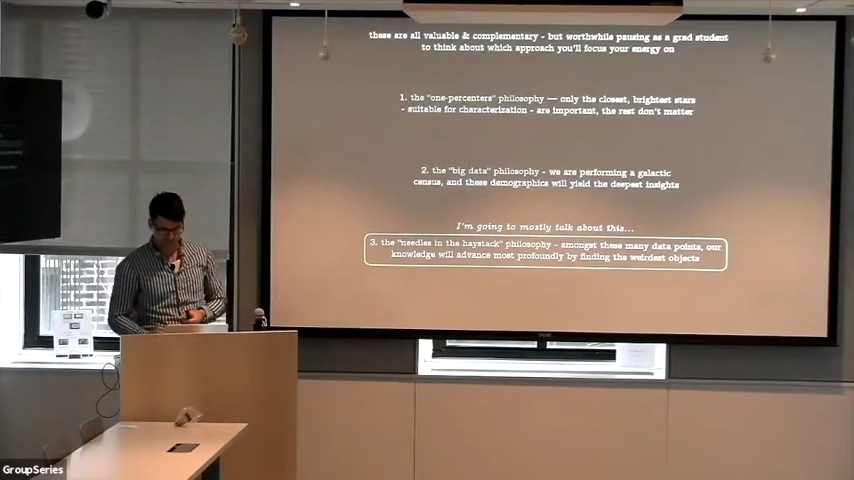 these are all valuable & complementary - but worthwhile pausing as a grad student
to think about which approach you'll focus your energy on
1. the "one-percenters" philosophy — only the closest, brightest stars
- suitable for characterization - are important, the rest don't matter
2. the "big data" philosophy - we are performing a galactic
census, and these demographics will yield the deepest insights
I'm going to mostly talk about this...
3. the "needles in the haystack" philosophy - amongst these many data points, our
knowledge will advance most profoundly by finding the weirdest objects
GroupSeries